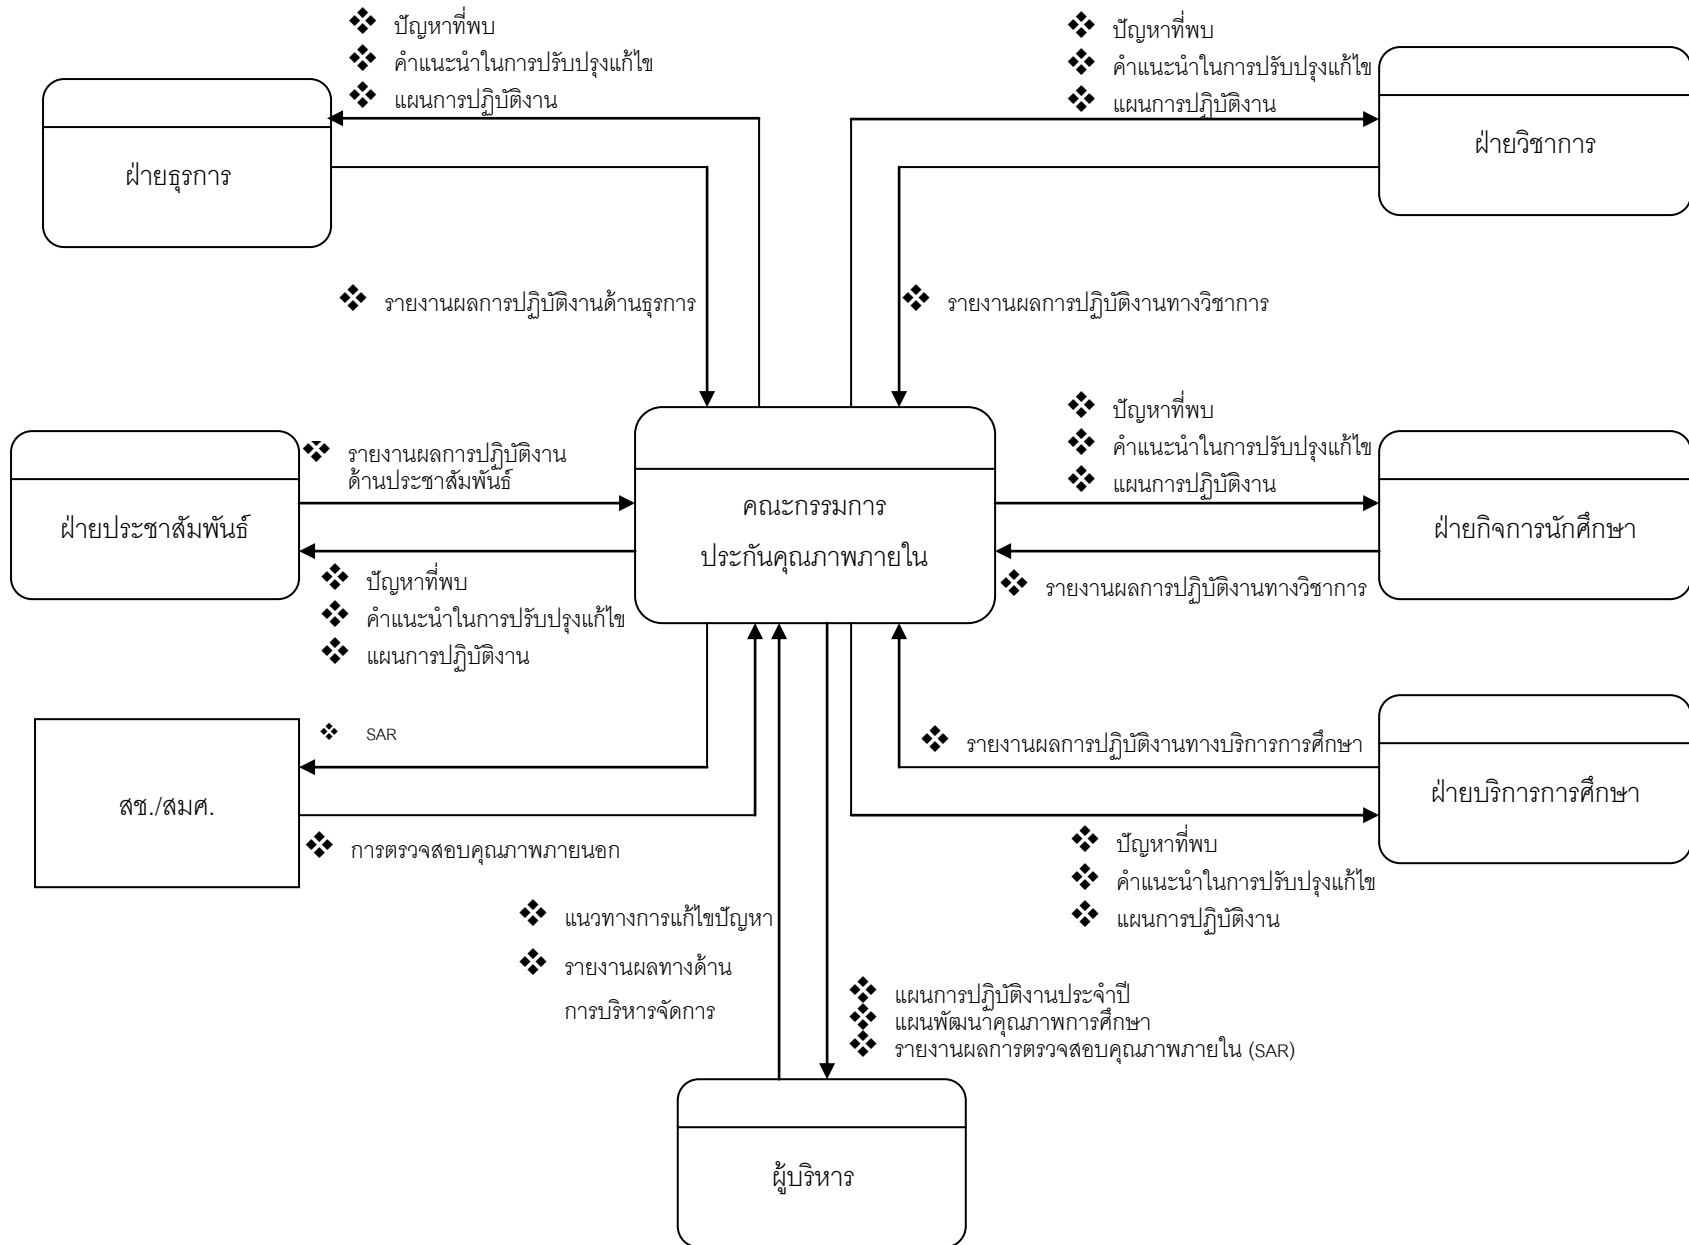 ❖ ปัญหาที่พบ
❖ คำแนะนำในการปรับปรุงแก้ไข
❖ แผนการปฏิบัติงาน
ฝ่ายธุรการ
❖ รายงานผลการปฏิบัติงานด้านธุรการ
❖ ปัญหาที่พบ
❖ คำแนะนำในการปรับปรุงแก้ไข
❖ แผนการปฏิบัติงาน
ฝ่ายวิชาการ
❖ รายงานผลการปฏิบัติงานทางวิชาการ
❖ รายงานผลการปฏิบัติงาน
ด้านประชาสัมพันธ์
ฝ่ายประชาสัมพันธ์
❖ ปัญหาที่พบ
❖ คำแนะนำในการปรับปรุงแก้ไข
❖ แผนการปฏิบัติงาน
คณะกรรมการ
ประกันคุณภาพภายใน
❖ ปัญหาที่พบ
❖ คำแนะนำในการปรับปรุงแก้ไข
❖ แผนการปฏิบัติงาน
ฝ่ายกิจการนักศึกษา
❖ รายงานผลการปฏิบัติงานทางวิชาการ
❖ SAR
สช./สมศ.
❖ การตรวจสอบคุณภาพภายนอก
❖ รายงานผลการปฏิบัติงานทางบริการการศึกษา
ฝ่ายบริการการศึกษา
❖ ปัญหาที่พบ
❖ คำแนะนำในการปรับปรุงแก้ไข
❖ แผนการปฏิบัติงาน
❖ แนวทางการแก้ไขปัญหา
❖ รายงานผลทางด้าน
การบริหารจัดการ
❖ แผนการปฏิบัติงานประจำปี
❖ แผนพัฒนาคุณภาพการศึกษา
❖ รายงานผลการตรวจสอบคุณภาพภายใน (SAR)
ผู้บริหาร